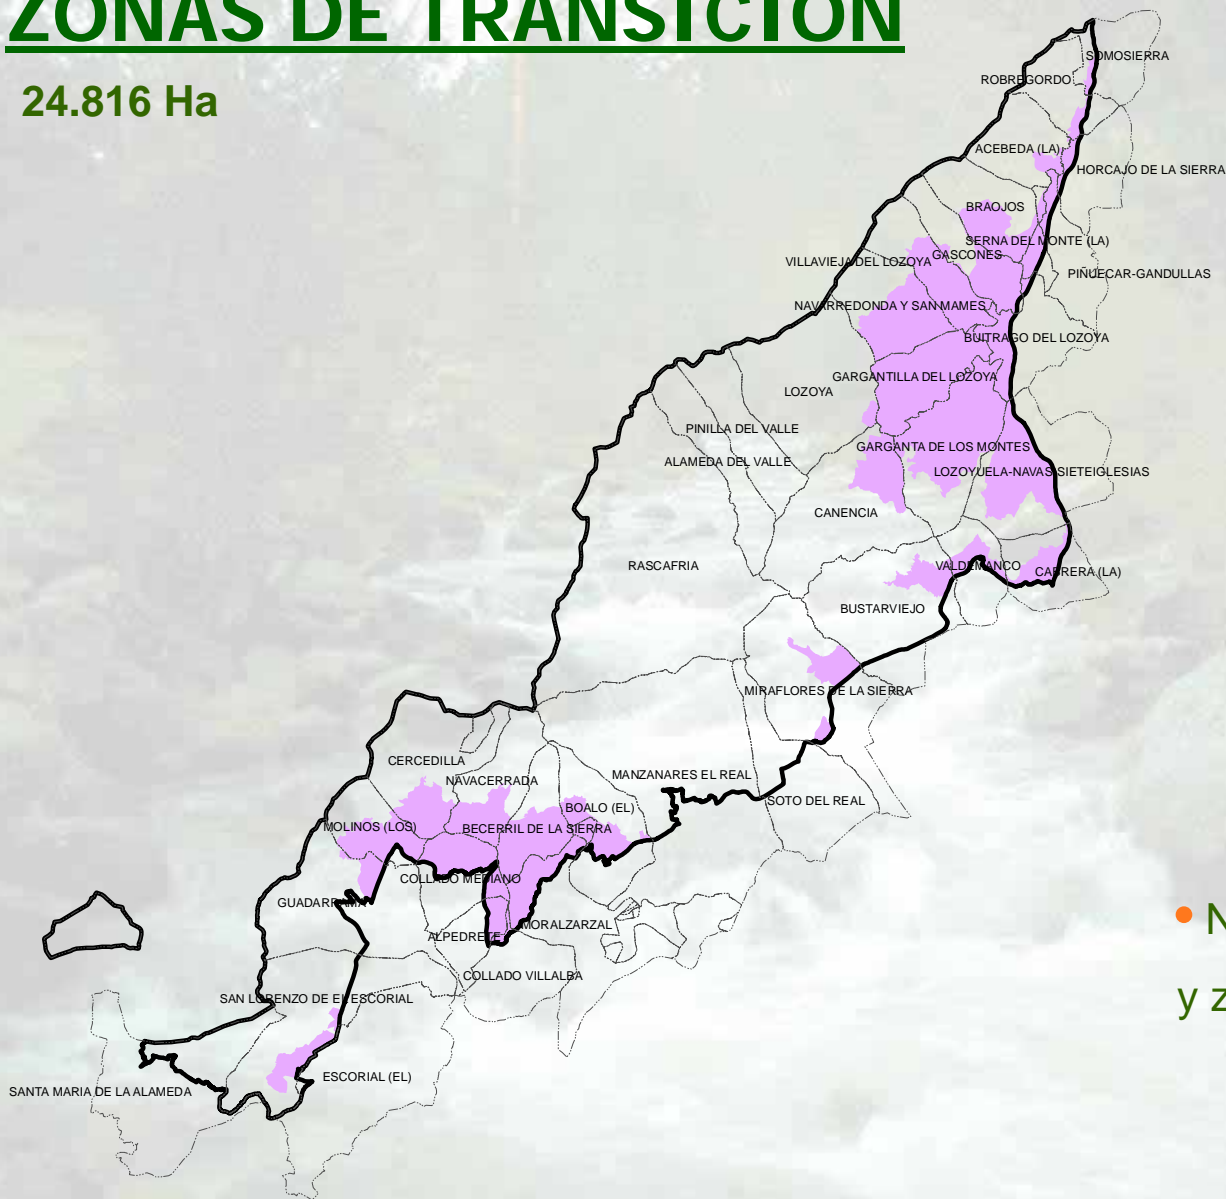 ZONAS DE TRANSICIÓN
24.816 Ha
SOMOSIERRA
ROBREGORDO
ACEBEDA (LA)
HORCAJO DE LA SIERRA
BRAOJOS
SERNA DEL MONTE (LA)
GASCONES
VILLAVIEJA DEL LOZOYA
PIÑUECAR-GANDULLAS
NAVARREDONDA Y SAN MAMES
BUITRAGO DEL LOZOYA
GARGANTILLA DEL LOZOYA
LOZOYA
PINILLA DEL VALLE
GARGANTA DE LOS MONTES
ALAMEDA DEL VALLE
LOZOYUELA-NAVAS-SIETEIGLESIAS
CANENCIA
RASCAFRIA
VALDEMANCO
CABRERA (LA)
BUSTARVIEJO
MIRAFLORES DE LA SIERRA
CERCEDILLA
NAVACERRADA
MANZANARES EL REAL
SOTO DEL REAL
BOALO (EL)
MOLINOS (LOS)
BECERRIL DE LA SIERRA
COLLADO MEDIANO
GUADARRAMA
MORALZARZAL
ALPEDRETE
COLLADO VILLALBA
• N
SAN LORENZO DE EL ESCORIAL
y z
ESCORIAL (EL)
SANTA MARIA DE LA ALAMEDA